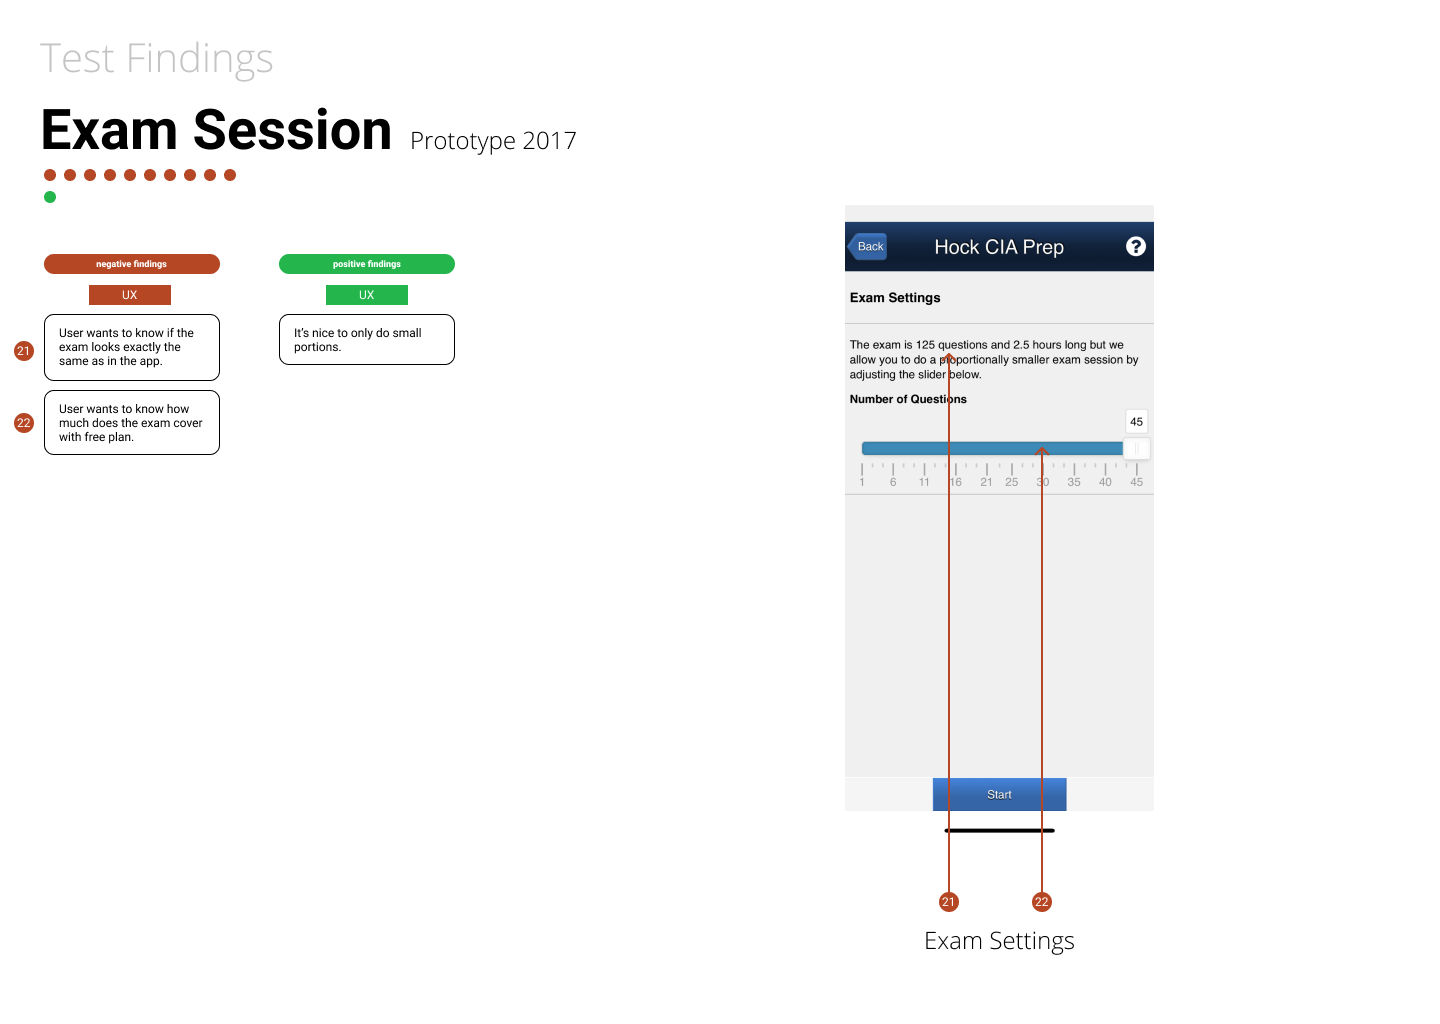 Test Findings
Exam Session Prototype 2017
negative findings
UX
21
User wants to know if the
exam looks exactly the
same as in the app.
22
User wants to know how
much does the exam cover
with free plan.
positive findings
UX
It's nice to only do small
portions.
Back
Hock CIA Prep
?
Exam Settings
The exam is 125 questions and 2.5 hours long but we
allow you to do a proportionally smaller exam session by
adjusting the slider below.
Number of Questions
45
1 6 11 16 21 25 30 35 40 45
Start
21 22
Exam Settings